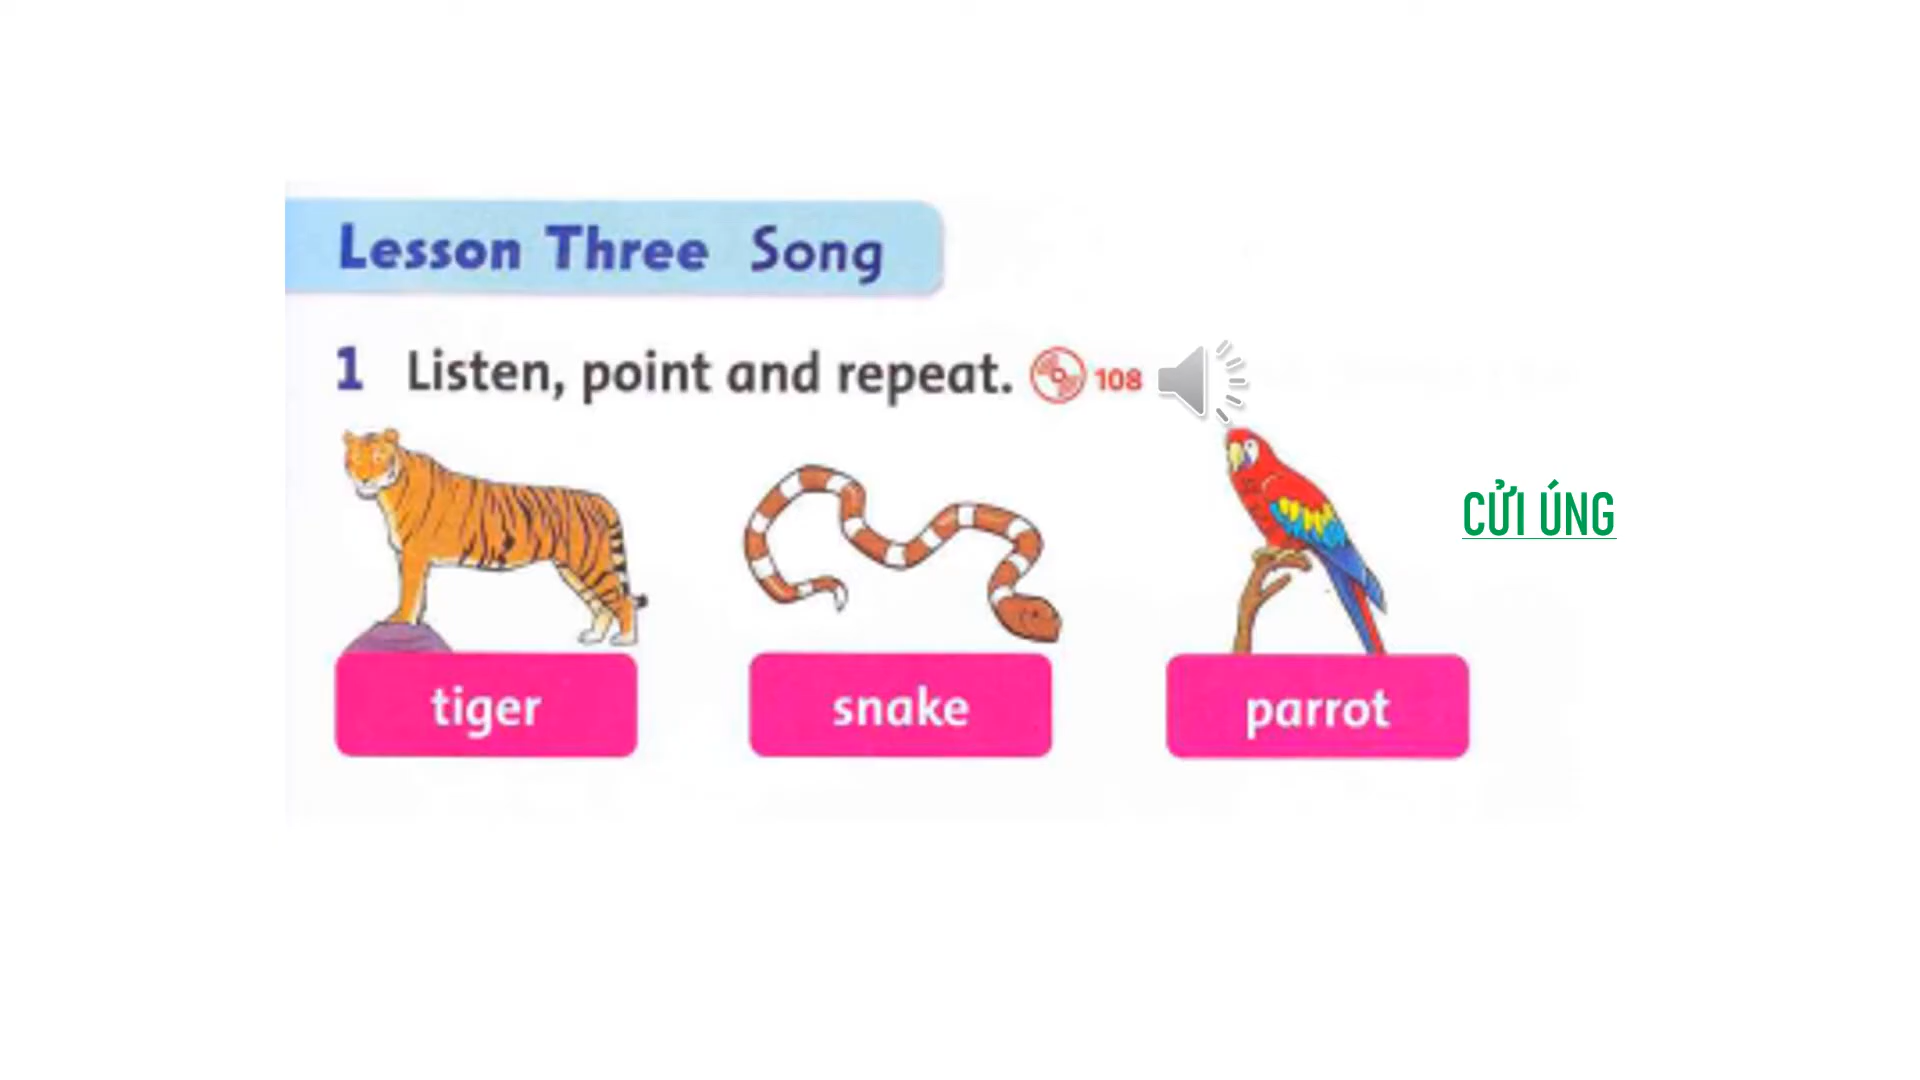 Lesson Three Song
1 Listen, point and repeat. 108
CỬI ÚNG
tiger
snake
parrot